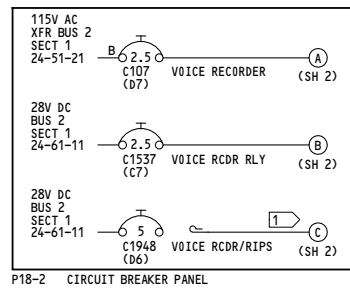 115V AC
XFR BUS 2
SECT 1
24-51-21
B 2.5 A
C107 VOICE RECORDER (SH 2)
(D7)
28V DC
BUS 2
SECT 1
24-61-11
2.5 B
C1537 VOICE RCDR RLY (SH 2)
(C7)
28V DC
BUS 2
SECT 1
24-61-11
5 1 C
C1948 VOICE RCDR/RIPS (SH 2)
(D6)
P18-2 CIRCUIT BREAKER PANEL